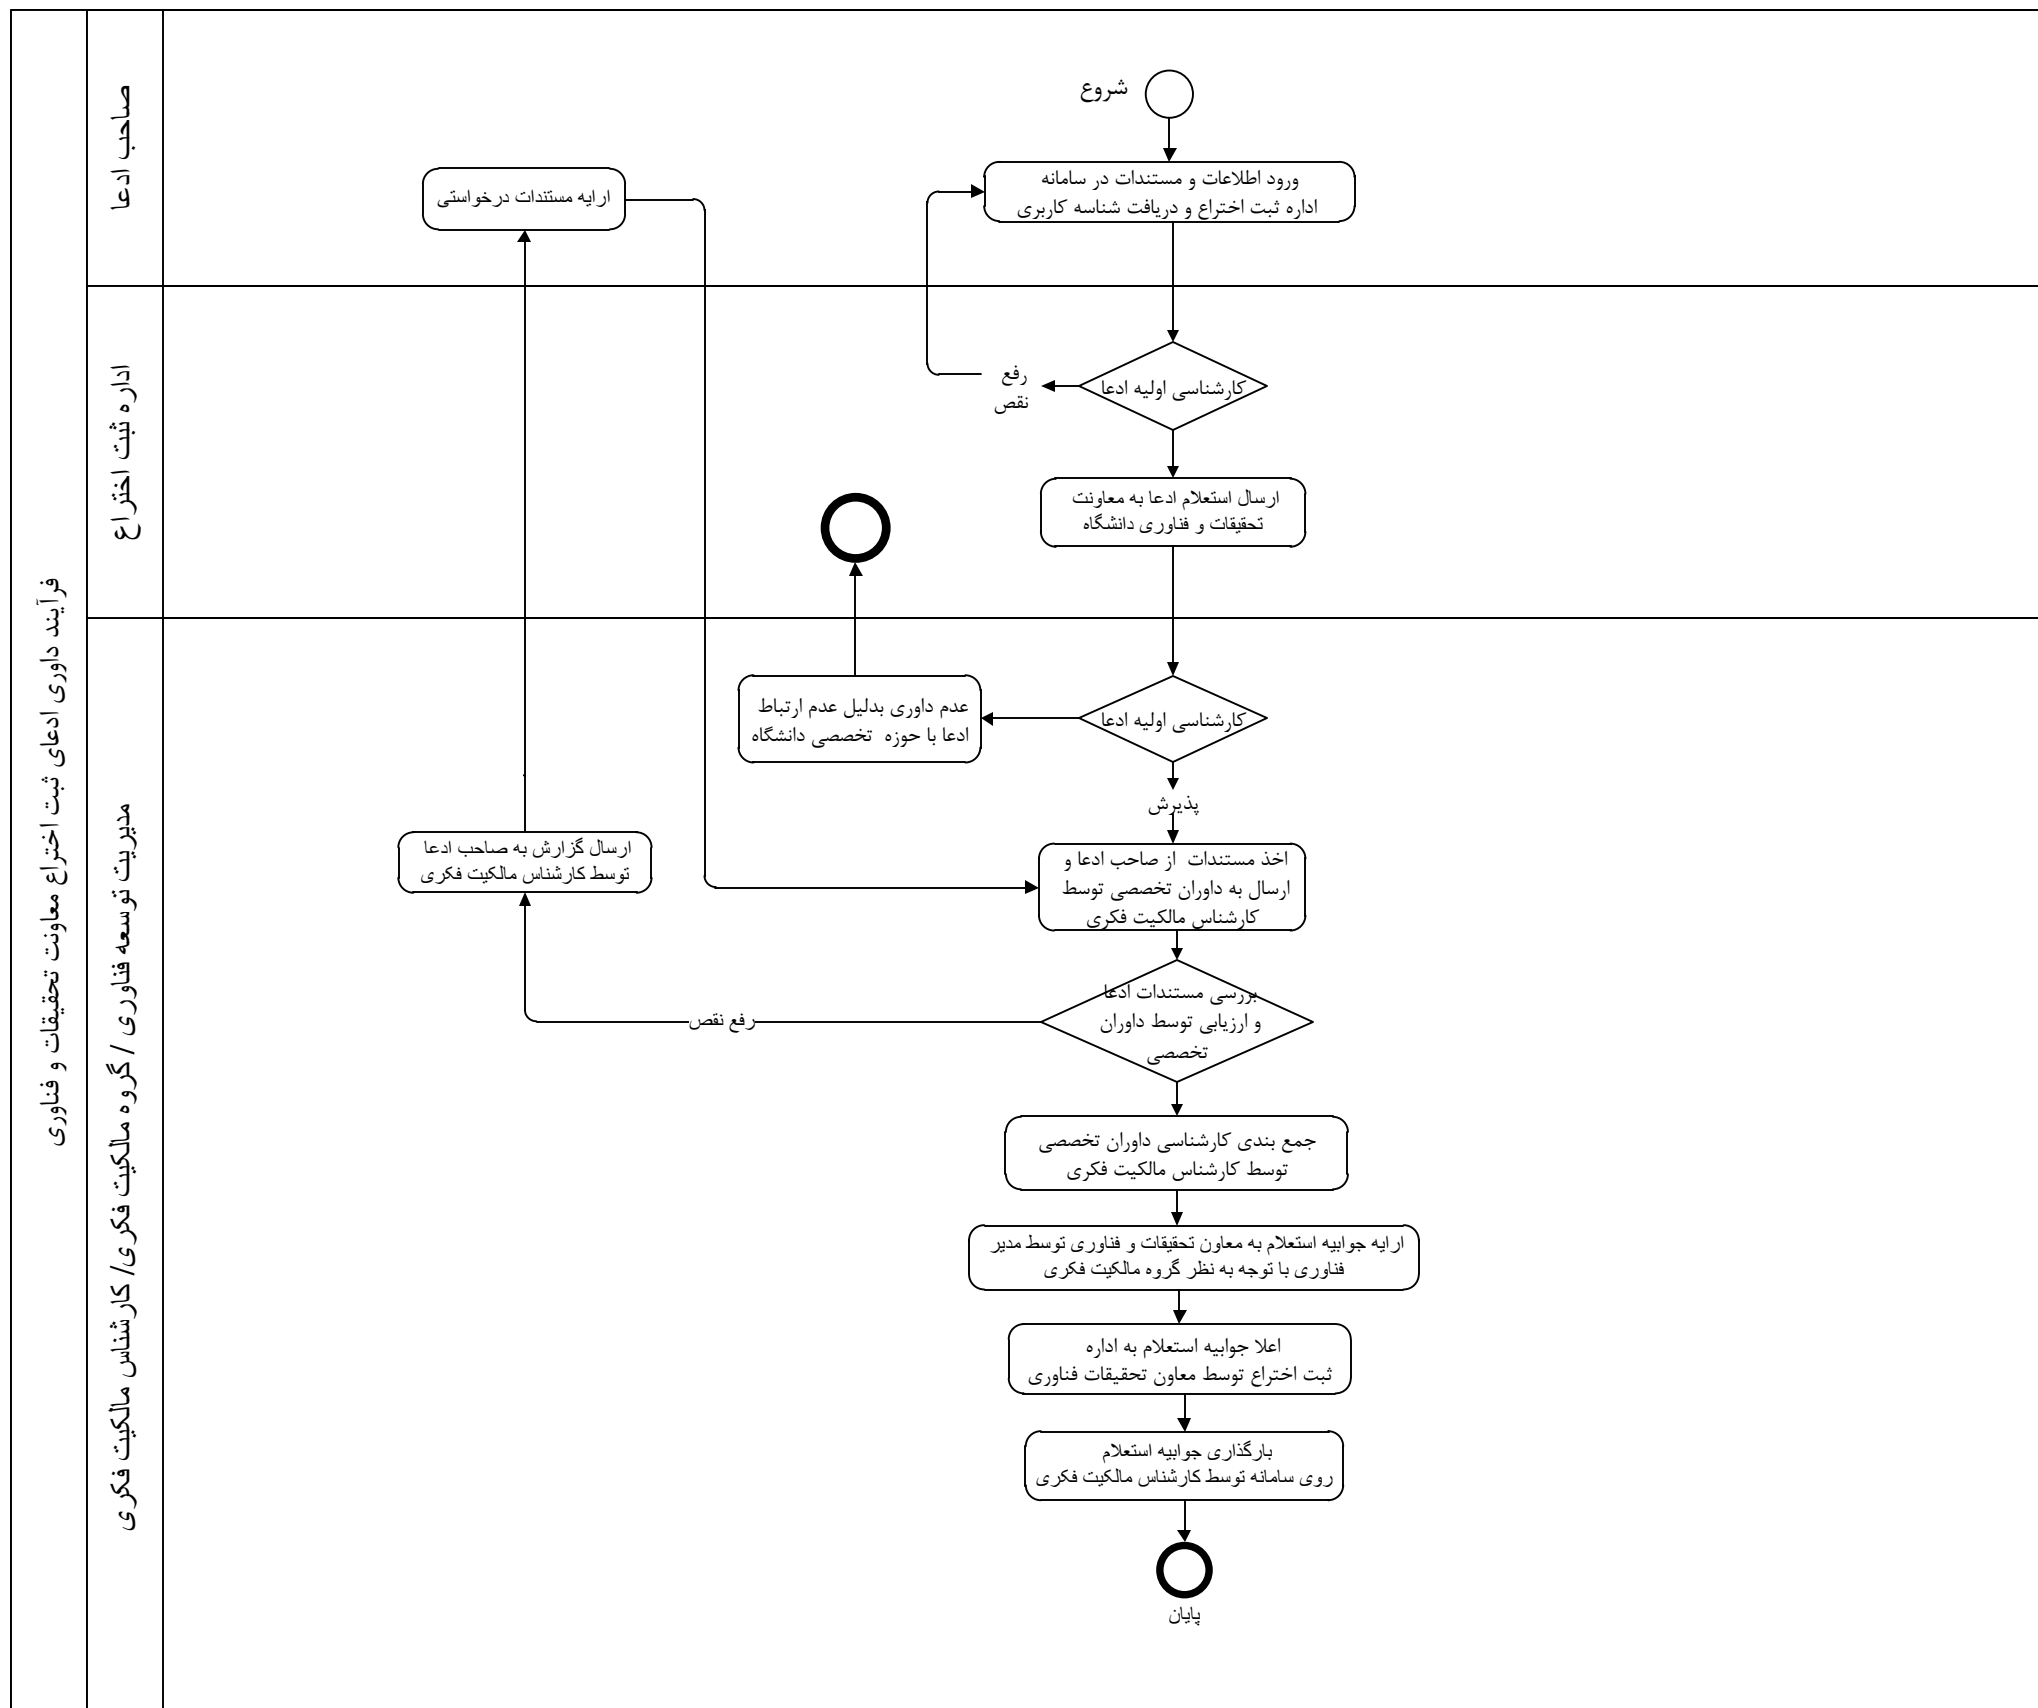 فرآیند داوری ادعای ثبت اختراع معاونت تحقیقات و فناوری
صاحب ادعا
اداره ثبت اختراع
مدیریت توسعه فناوری / گروه مالکیت فکری/ کارشناس مالکیت فکری
شروع
ورود اطلاعات و مستندات در سامانه
اداره ثبت اختراع و دریافت شناسه کاربری
ارایه مستندات درخواستی
کارشناسی اولیه ادعا
رفع
نقص
ارسال استعلام ادعا به معاونت
تحقیقات و فناوری دانشگاه
کارشناسی اولیه ادعا
عدم داوری بدلیل عدم ارتباط
ادعا با حوزه تخصصی دانشگاه
پذیرش
اخذ مستندات از صاحب ادعا و
ارسال به داوران تخصصی توسط
کارشناس مالکیت فکری
ارسال گزارش به صاحب ادعا
توسط کارشناس مالکیت فکری
بررسی مستندات ادعا
و ارزیابی توسط داوران
تخصصی
رفع نقص
جمع بندی کارشناسی داوران تخصصی
توسط کارشناس مالکیت فکری
ارایه جوابیه استعلام به معاون تحقیقات و فناوری توسط مدیر
فناوری با توجه به نظر گروه مالکیت فکری
اعلا جوابیه استعلام به اداره
ثبت اختراع توسط معاون تحقیقات فناوری
بارگذاری جوابیه استعلام
روی سامانه توسط کارشناس مالکیت فکری
پایان